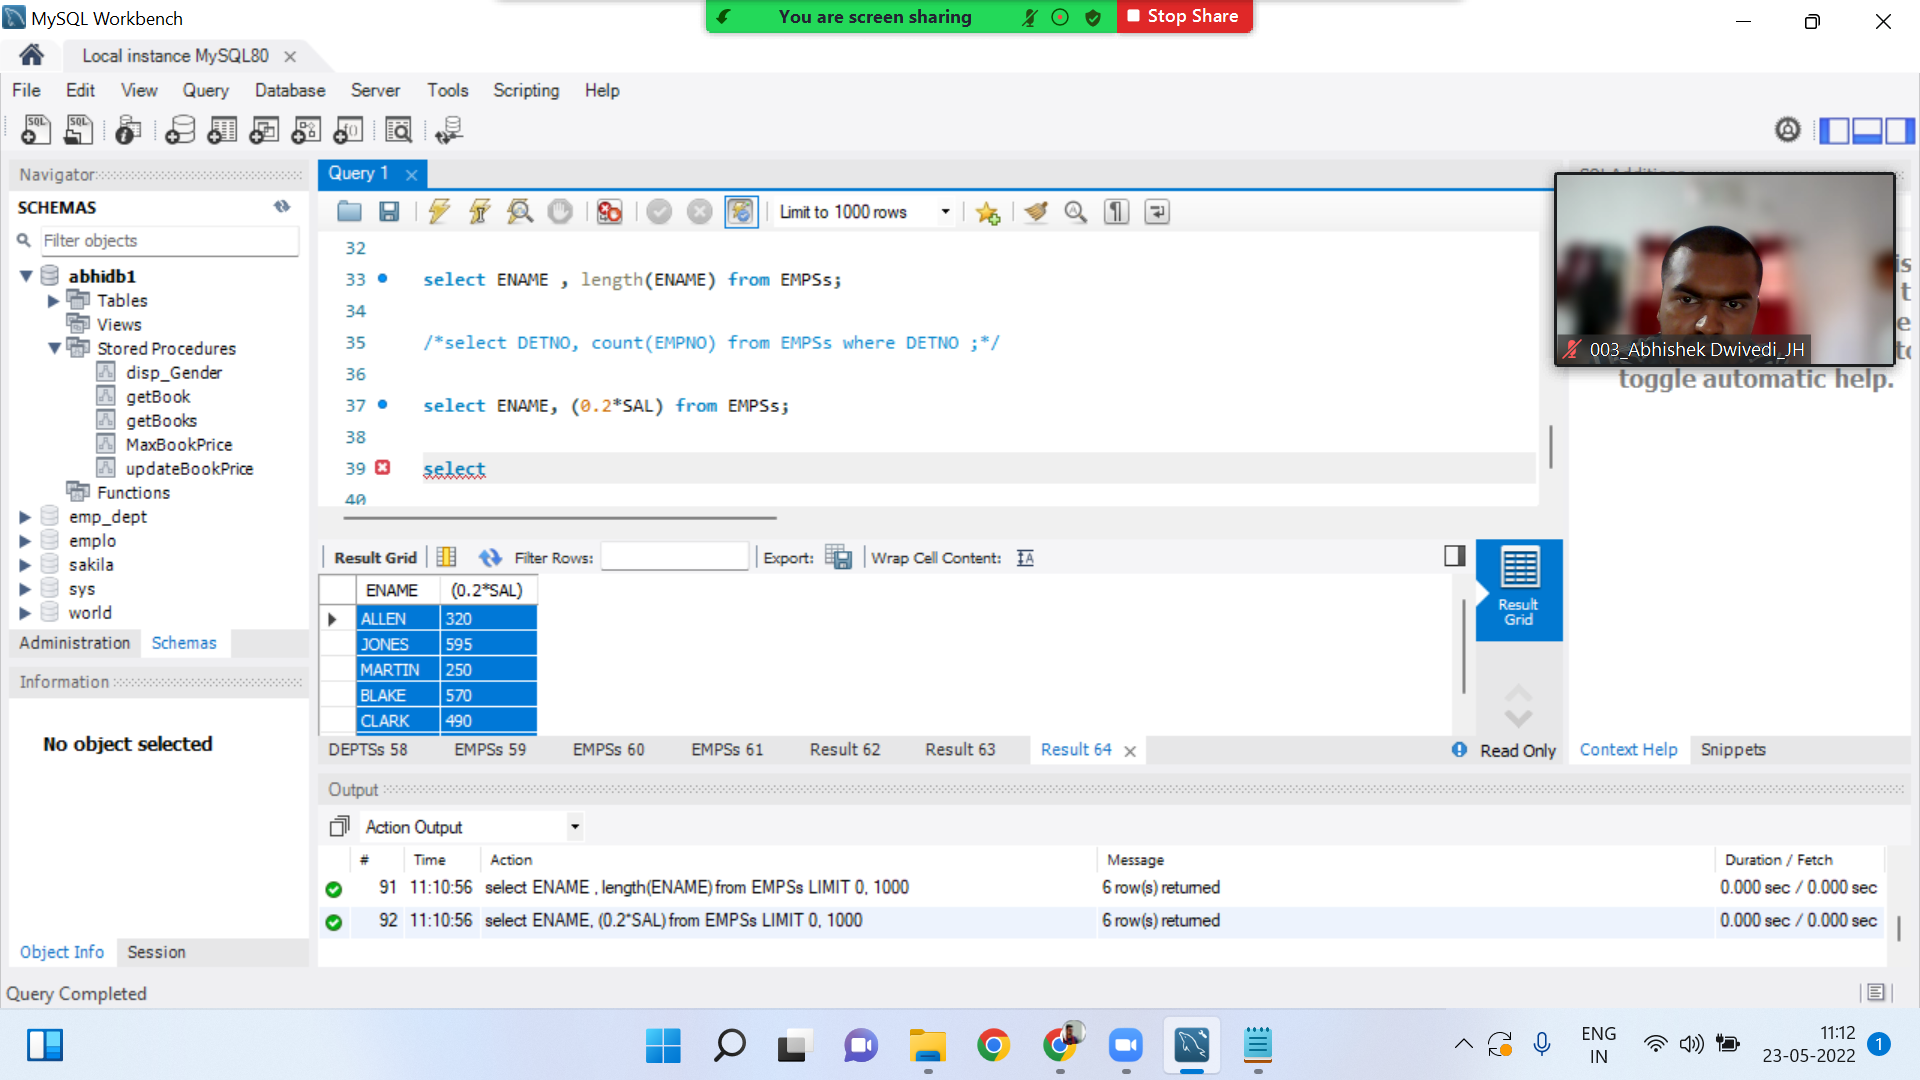 MySQL Workbench
You are screen sharing
Stop Share
Local instance MySQL80
File Edit View Query Database Server Tools Scripting Help
Navigator
SCHEMAS
Filter objects
abhidb1
Tables
Views
Stored Procedures
disp_Gender
getBook
getBooks
MaxBookPrice
updateBookPrice
Functions
emp_dept
emplo
sakila
sys
world
Administration Schemas
Information
No object selected
Object Info Session
Query 1
Limit to 1000 rows
32
33 select ENAME , length(ENAME) from EMPSs;
34
35 /*select DETNO, count(EMPNO) from EMPSs where DETNO ;*/
36
37 select ENAME, (0.2*SAL) from EMPSs;
38
39 select
40
Result Grid Filter Rows: Export: Wrap Cell Content:
ENAME (0.2*SAL)
ALLEN 320
JONES 595
MARTIN 250
BLAKE 570
CLARK 490
Result
Grid
DEPTSs 58 EMPSs 59 EMPSs 60 EMPSs 61 Result 62 Result 63 Result 64
Read Only
003_Abhishek Dwivedi_JH
toggle automatic help.
Context Help Snippets
Output
Action Output
# Time Action Message Duration / Fetch
91 11:10:56 select ENAME , length(ENAME) from EMPSs LIMIT 0, 1000 6 row(s) returned 0.000 sec / 0.000 sec
92 11:10:56 select ENAME, (0.2*SAL) from EMPSs LIMIT 0, 1000 6 row(s) returned 0.000 sec / 0.000 sec
Query Completed
ENG
IN
11:12
23-05-2022
1